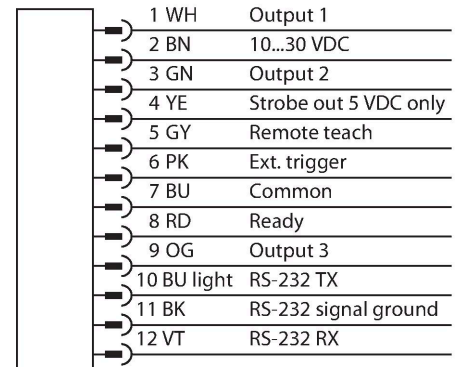 1 WH Output 1
2 BN 10...30 VDC
3 GN Output 2
4 YE Strobe out 5 VDC only
5 GY Remote teach
6 PK Ext. trigger
7 BU Common
8 RD Ready
9 OG Output 3
10 BU light RS-232 TX
11 BK RS-232 signal ground
12 VT RS-232 RX